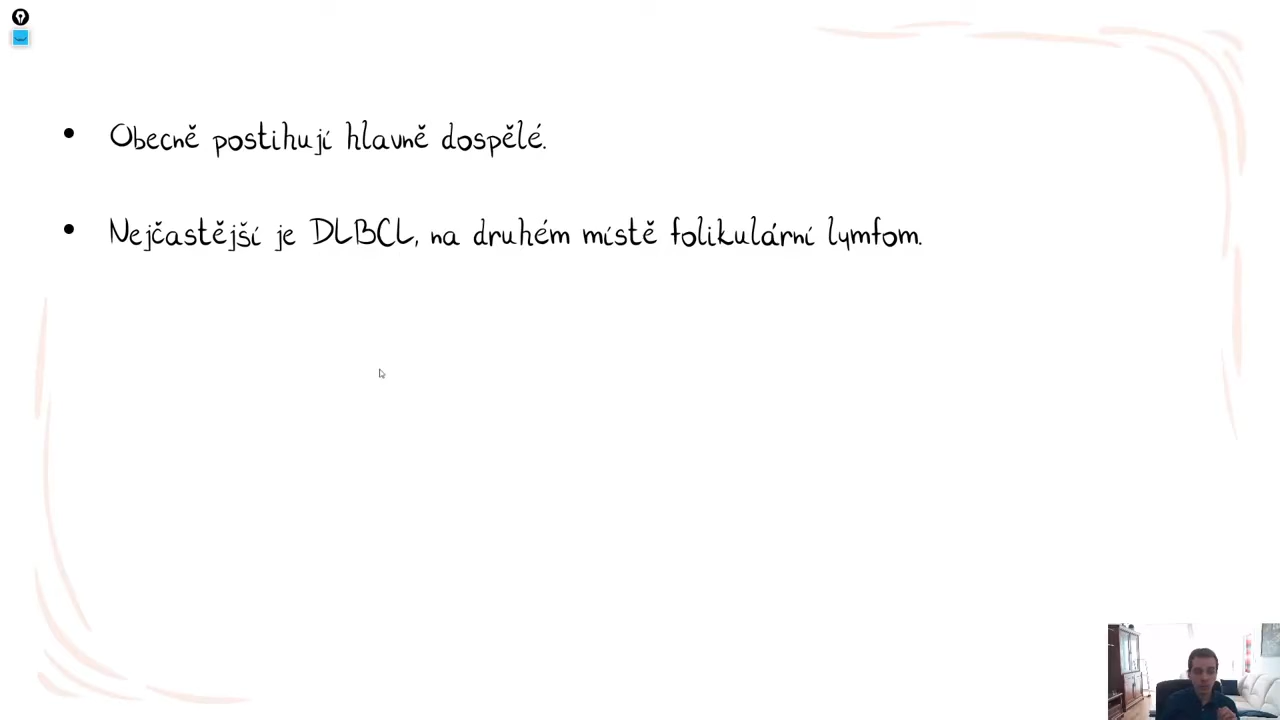 • Obecně postihují hlavně dospělé.
• Nejčastější je DLBCL, na druhém místě folikulární lymfom.